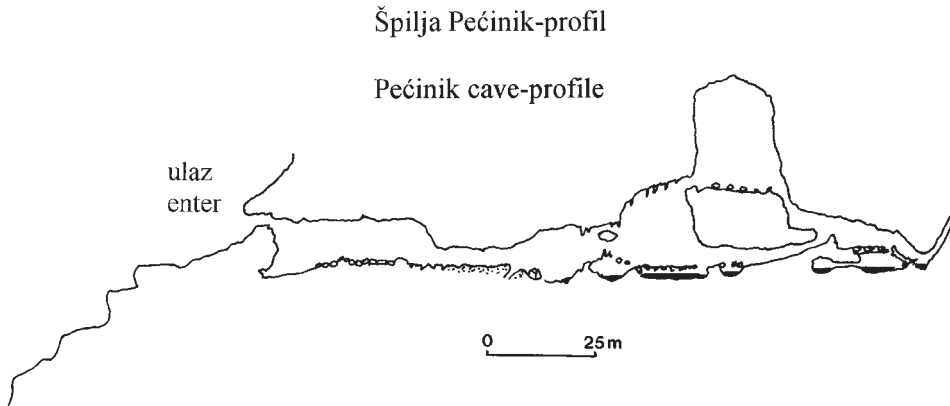 Špilja Pećinik-profil
Pećinik cave-profile
ulaz
enter
0 25m